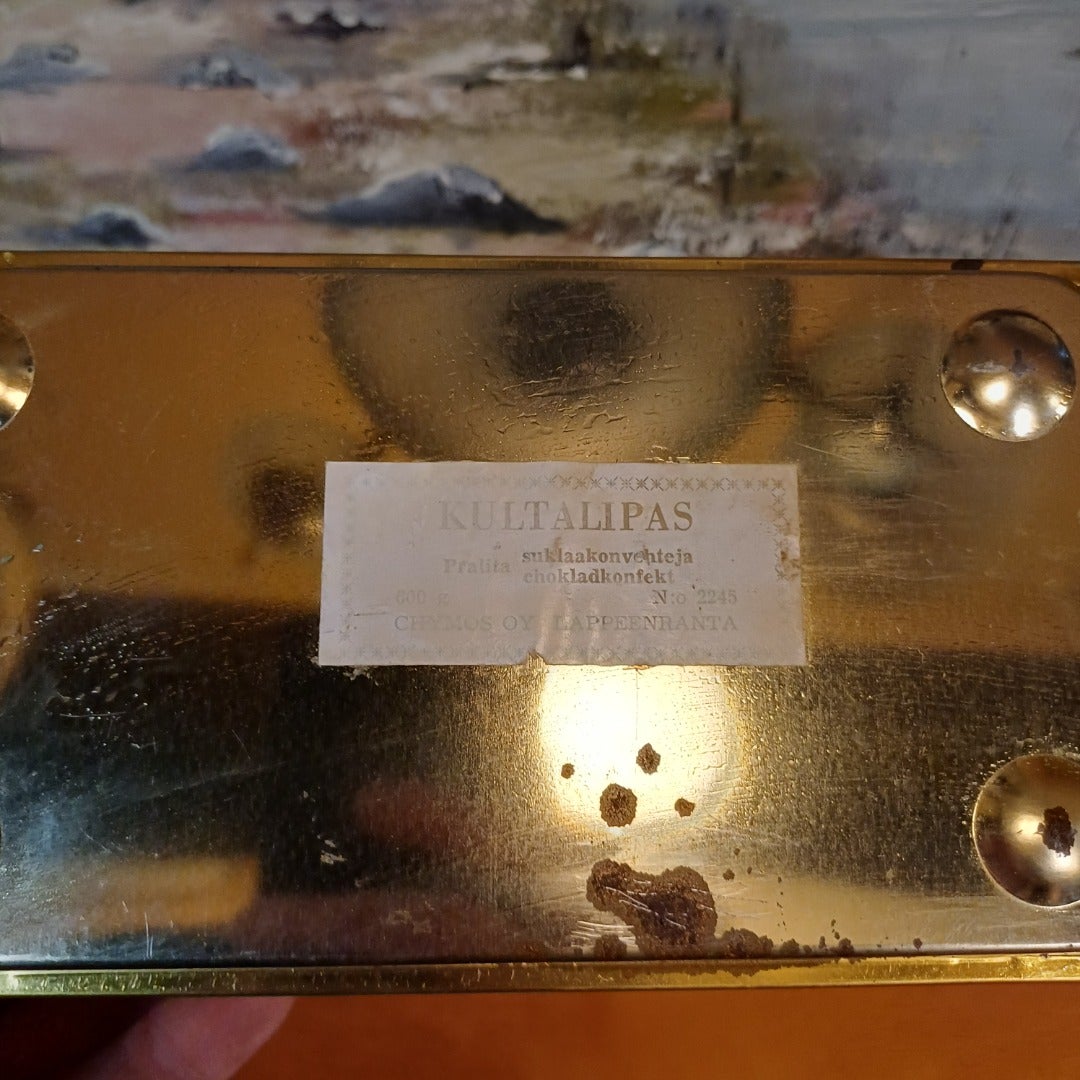 KULTALIPAS
Pralita suklaakonvehteja
chokladkonfekt
600 g N:o 2245
CHYMOS OY LAPPEENRANTA